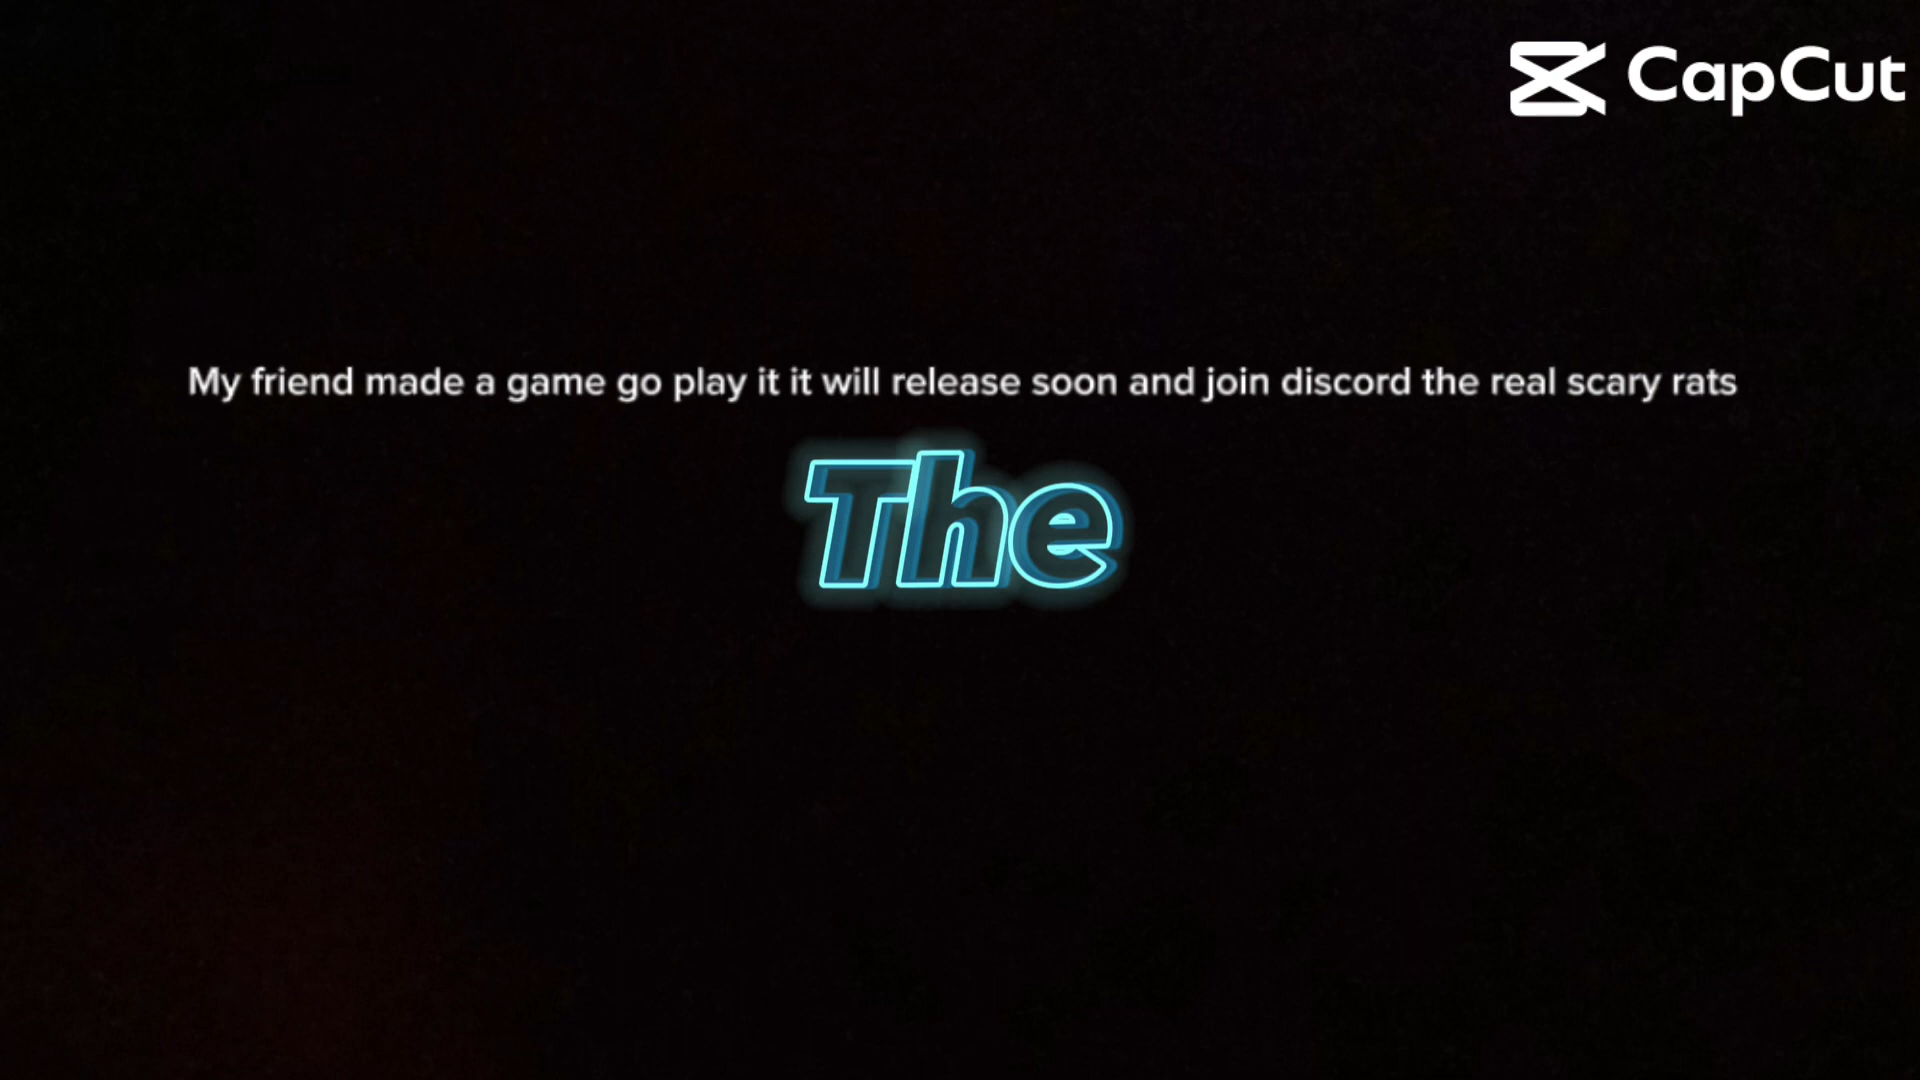 CapCut
My friend made a game go play it it will release soon and join discord the real scary rats
The